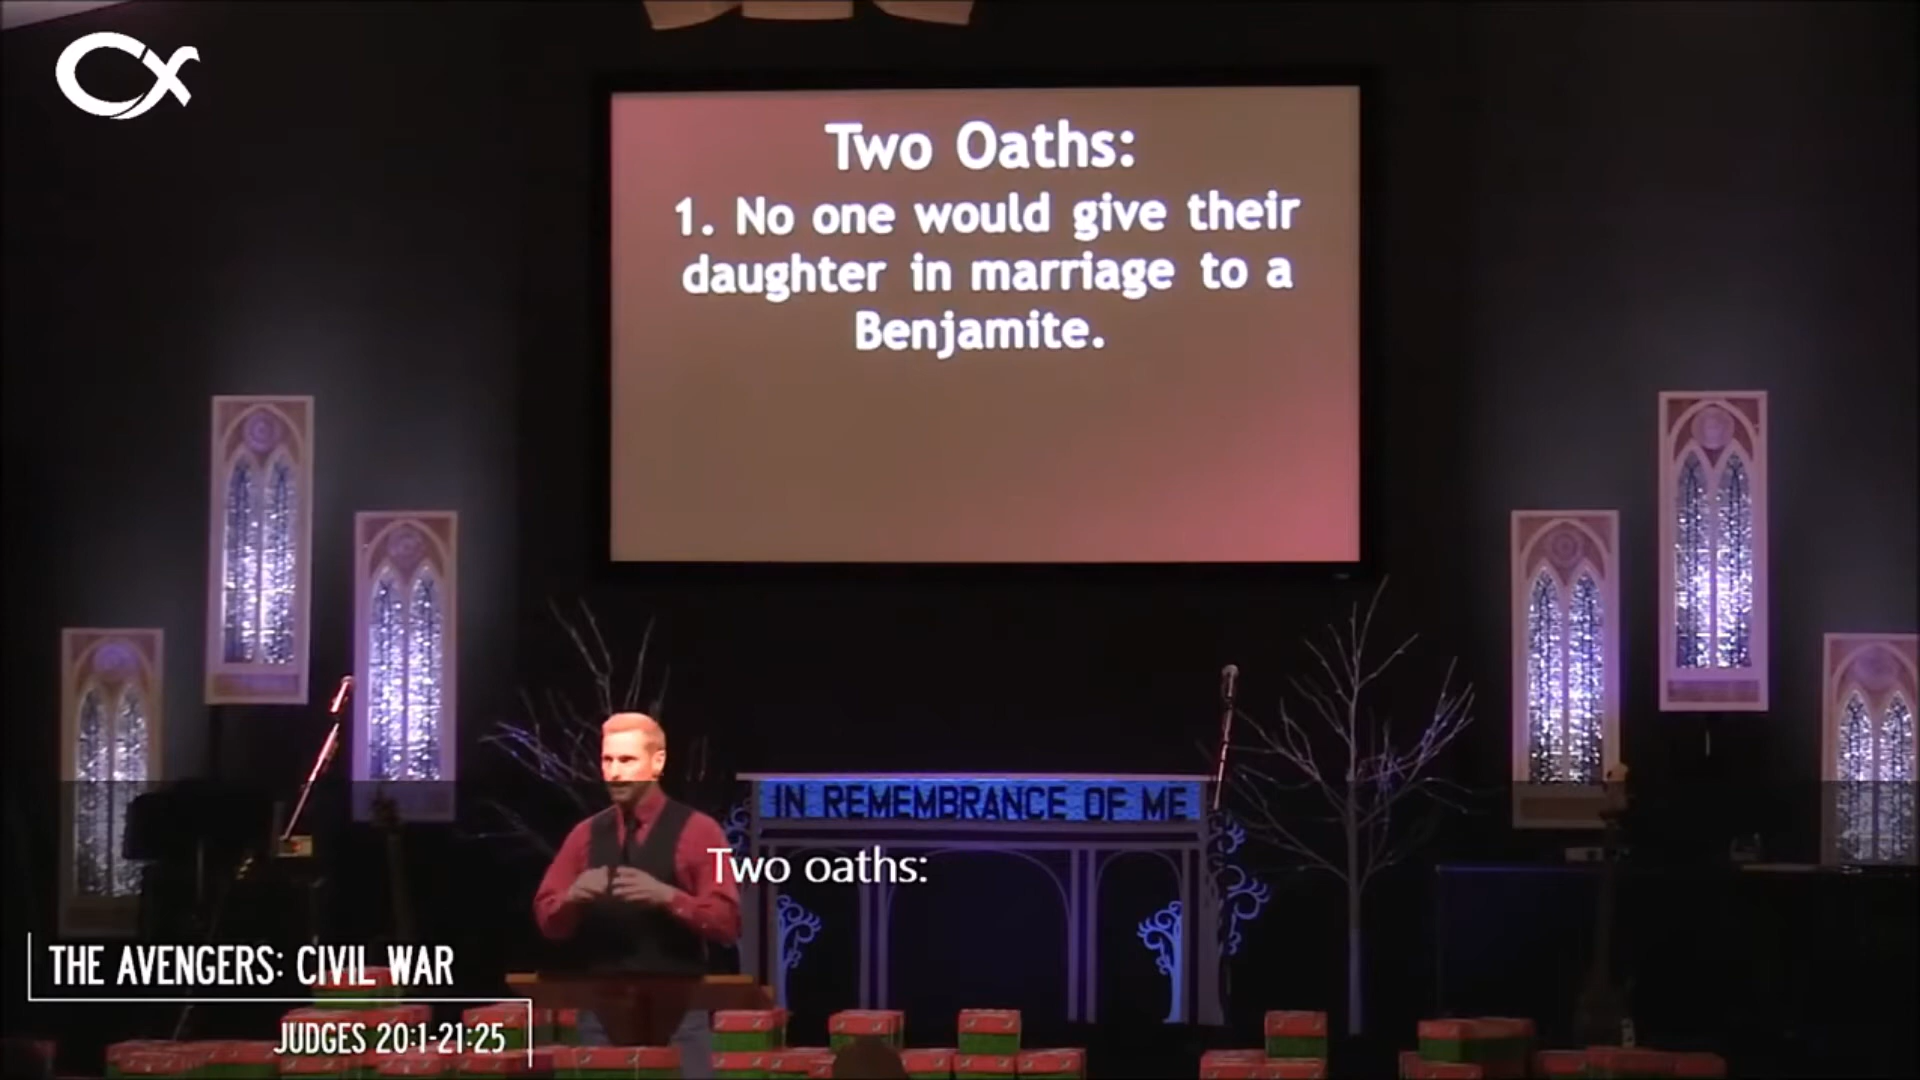 CX
Two Oaths:
1. No one would give their
daughter in marriage to a
Benjamite.
IN REMEMBRANCE OF ME
Two oaths:
THE AVENGERS: CIVIL WAR
JUDGES 20:1-21:25